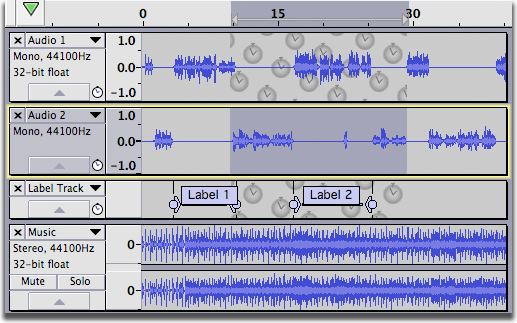 0 15 30
Audio 1
Mono, 44100Hz
32-bit float
1.0
0.0
-1.0
Audio 2
Mono, 44100Hz
1.0
0.0
-1.0
Label Track
Label 1 Label 2
Music
Stereo, 44100Hz
32-bit float
Mute Solo
0
0